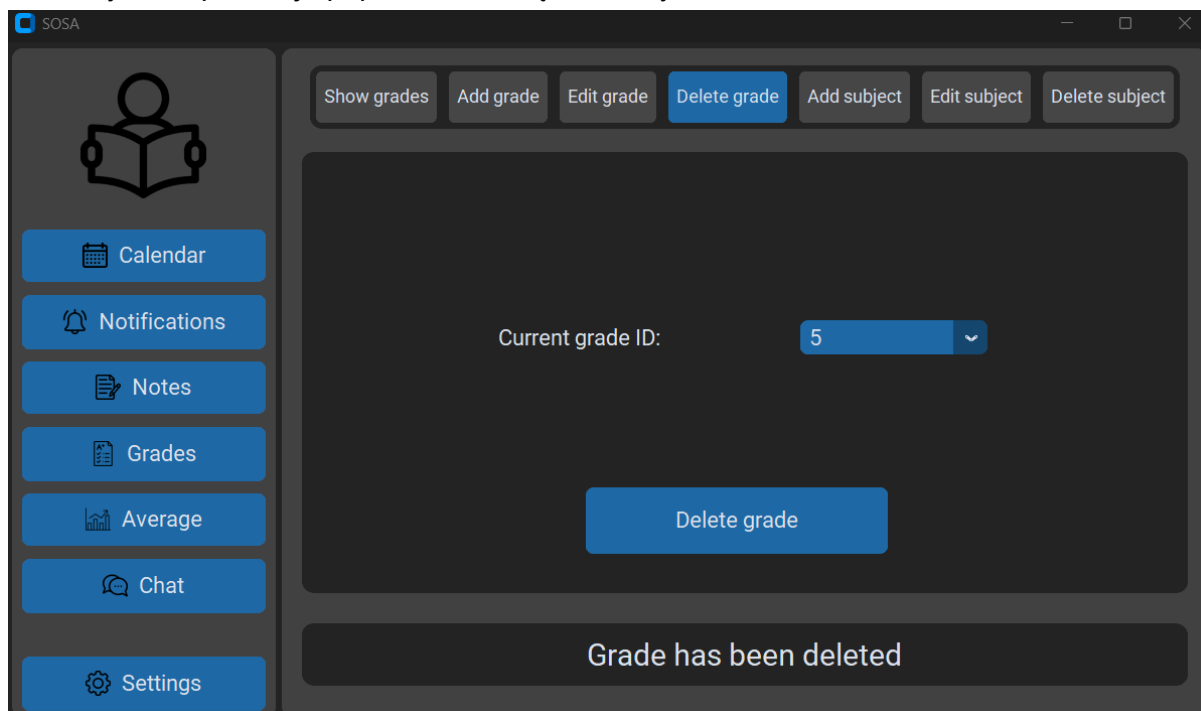 SOSA
Show grades Add grade Edit grade Delete grade Add subject Edit subject Delete subject
Calendar
Notifications
Notes
Grades
Average
Chat
Settings
Current grade ID: 5
Delete grade
Grade has been deleted